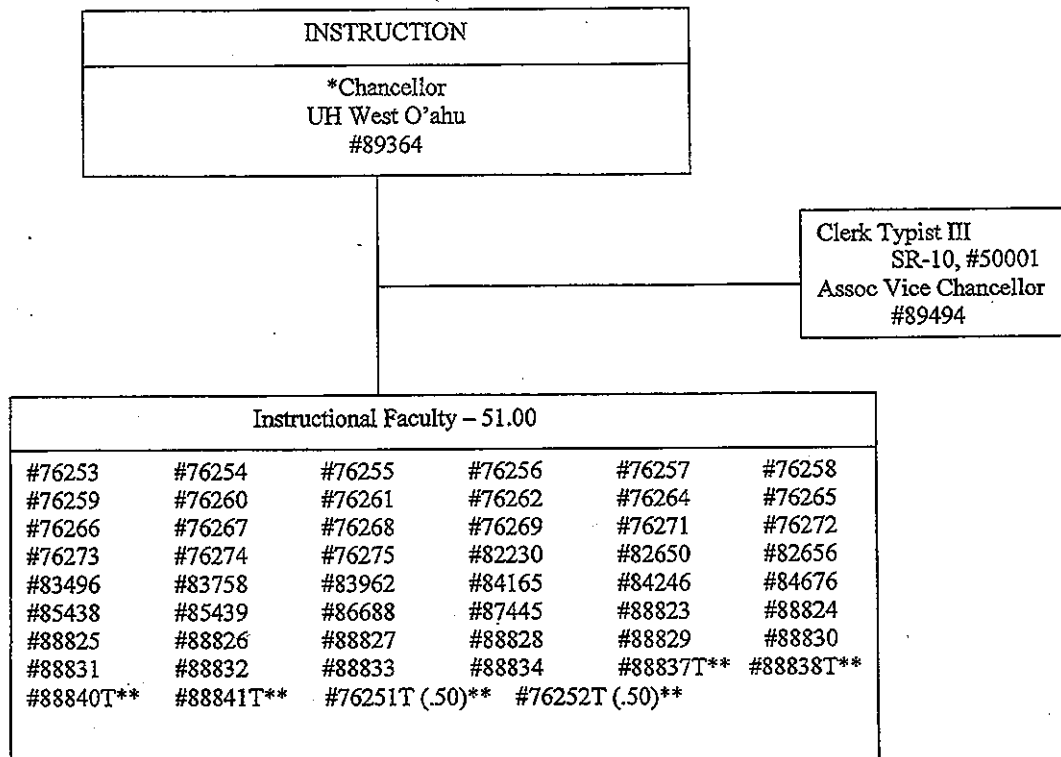 INSTRUCTION
*Chancellor
UH West O'ahu
#89364
Clerk Typist III
SR-10, #50001
Assoc Vice Chancellor
#89494
Instructional Faculty – 51.00
#76253 #76254 #76255 #76256 #76257 #76258
#76259 #76260 #76261 #76262 #76264 #76265
#76266 #76267 #76268 #76269 #76271 #76272
#76273 #76274 #76275 #82230 #82650 #82656
#83496 #83758 #83962 #84165 #84246 #84676
#85438 #85439 #86688 #87445 #88823 #88824
#88825 #88826 #88827 #88828 #88829 #88830
#88831 #88832 #88833 #88834 #88837T** #88838T**
#88840T** #88841T** #76251T (.50)** #76252T (.50)**